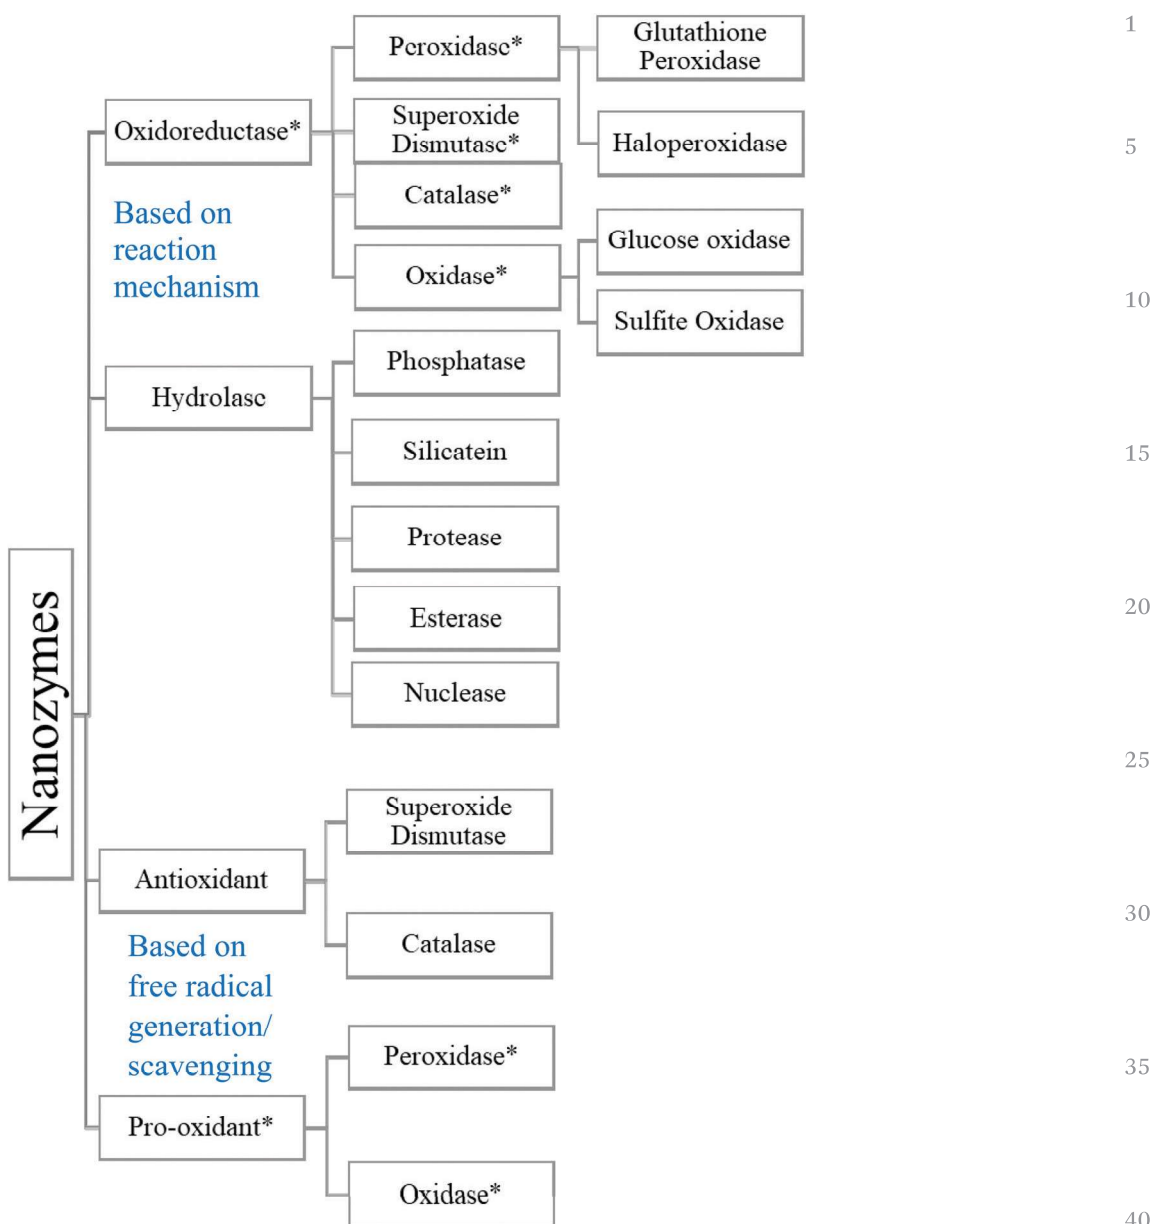 Peroxidase*
Glutathione
Peroxidase
1
Oxidoreductase*
Superoxide
Dismutase*
Haloperoxidase
5
Catalase*
Based on
reaction
mechanism
Glucose oxidase
Oxidase*
Sulfite Oxidase
10
Hydrolase
Phosphatase
Silicatein
15
Protease
Esterase
20
Nuclease
Nanozymes
25
Superoxide
Dismutase
Antioxidant
30
Catalase
Based on
free radical
generation/
scavenging
Peroxidase*
35
Pro-oxidant*
Oxidase*
40